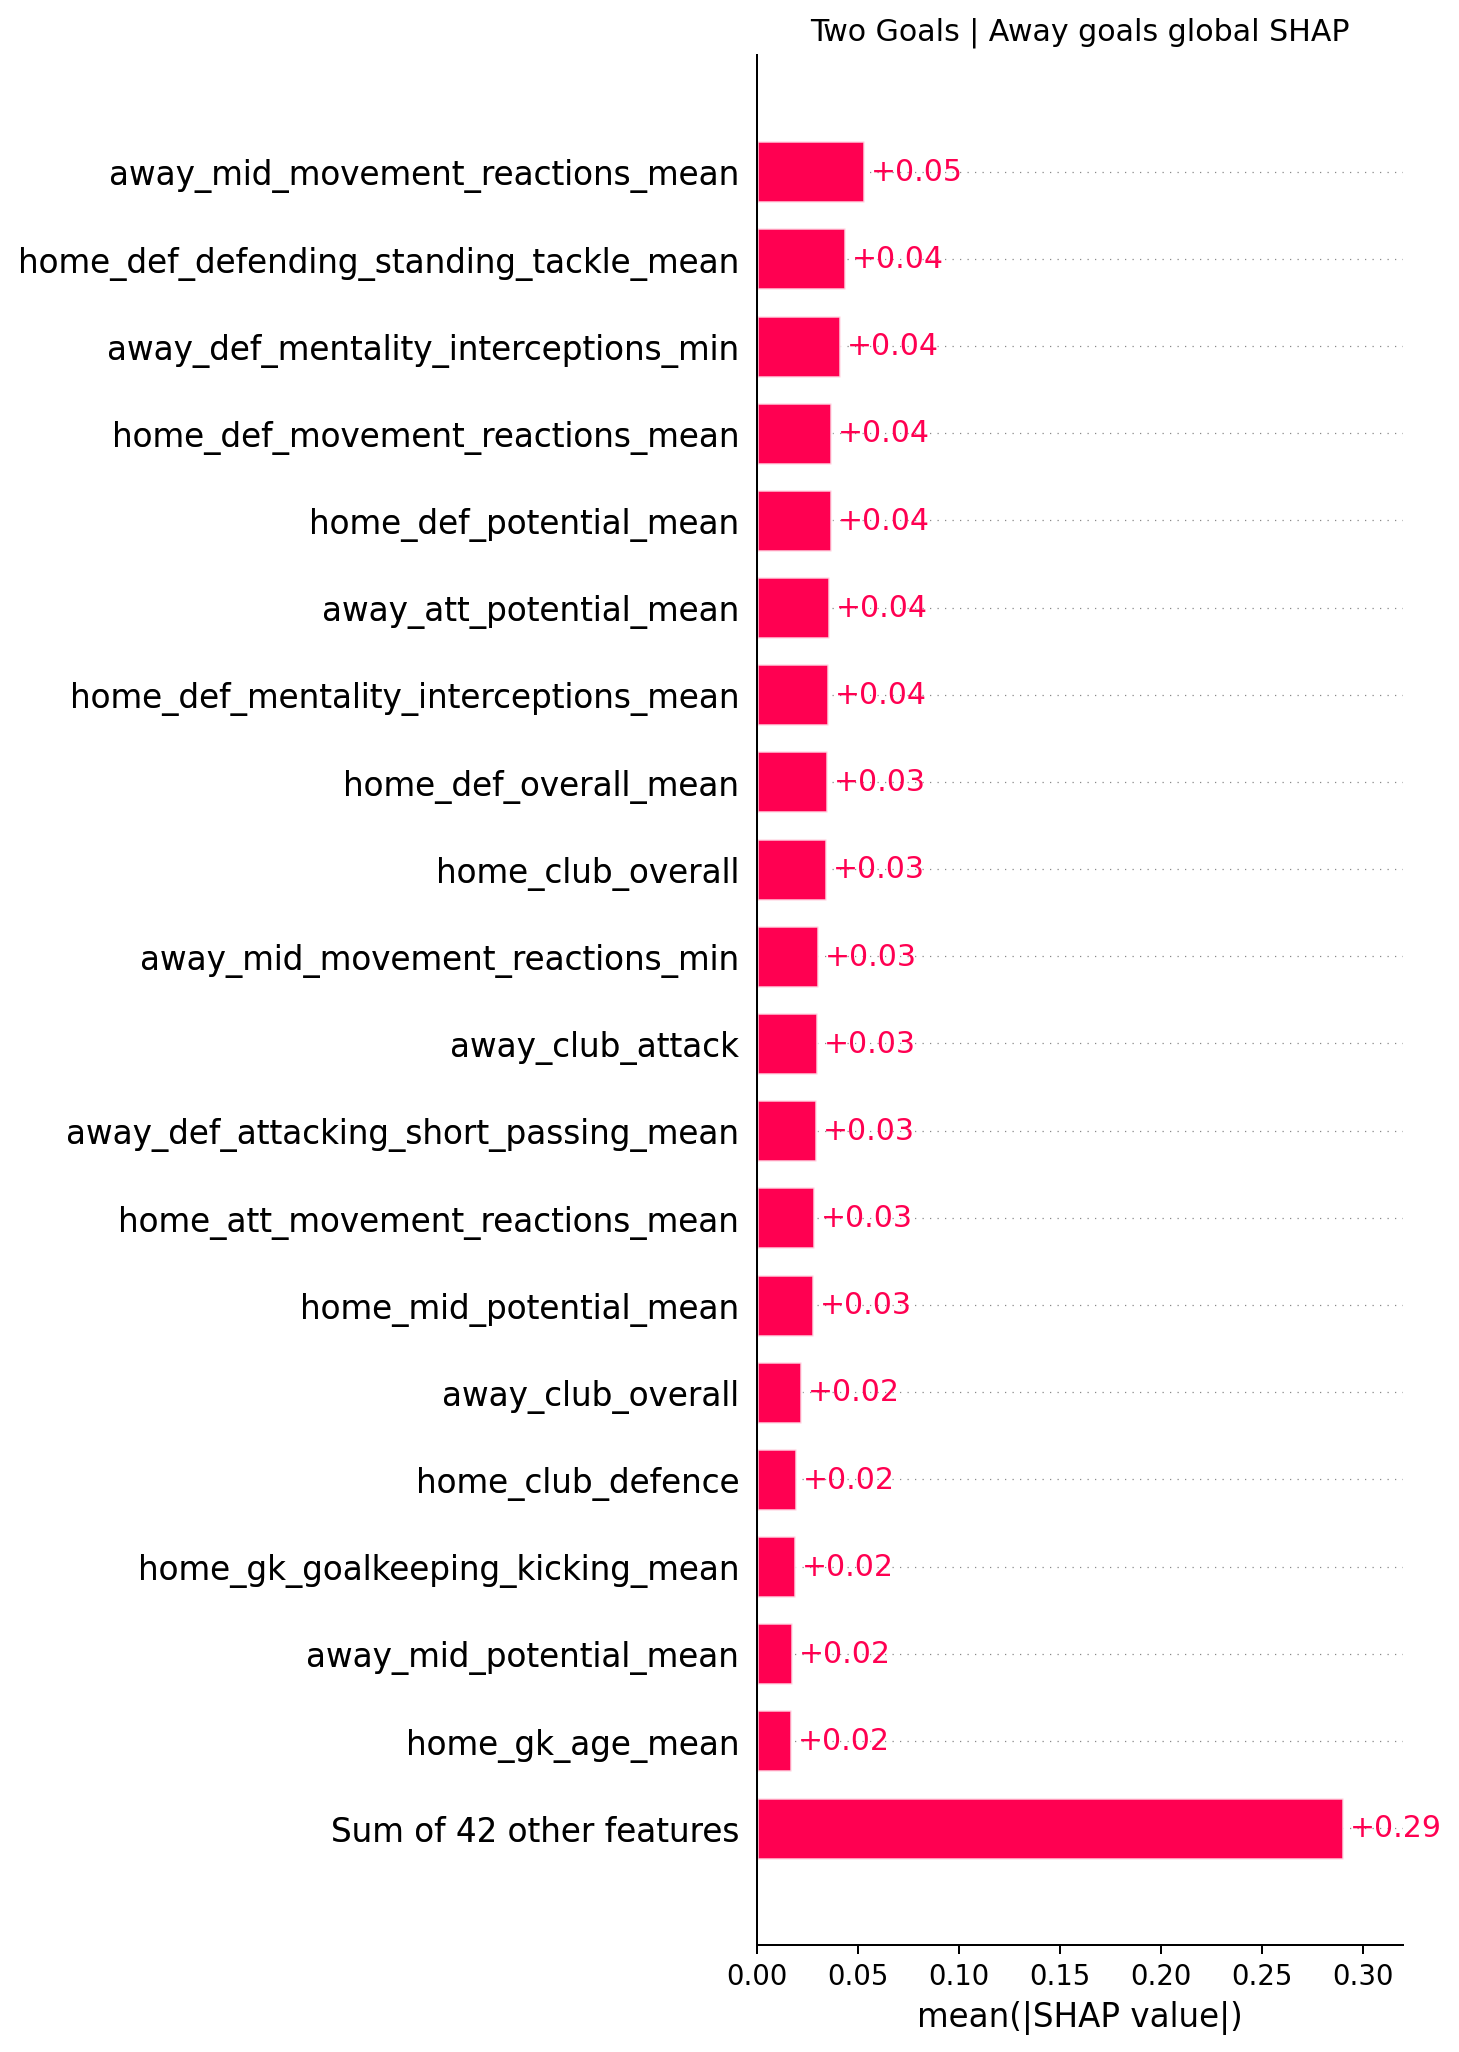 Two Goals | Away goals global SHAP
away_mid_movement_reactions_mean +0.05
home_def_defending_standing_tackle_mean +0.04
away_def_mentality_interceptions_min +0.04
home_def_movement_reactions_mean +0.04
home_def_potential_mean +0.04
away_att_potential_mean +0.04
home_def_mentality_interceptions_mean +0.04
home_def_overall_mean +0.03
home_club_overall +0.03
away_mid_movement_reactions_min +0.03
away_club_attack +0.03
away_def_attacking_short_passing_mean +0.03
home_att_movement_reactions_mean +0.03
home_mid_potential_mean +0.03
away_club_overall +0.02
home_club_defence +0.02
home_gk_goalkeeping_kicking_mean +0.02
away_mid_potential_mean +0.02
home_gk_age_mean +0.02
Sum of 42 other features +0.29
0.00 0.05 0.10 0.15 0.20 0.25 0.30
mean(|SHAP value|)